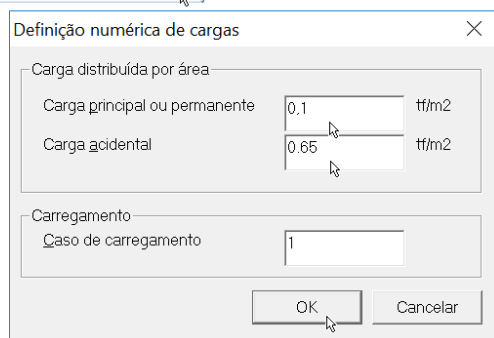 Definição numérica de cargas
Carga distribuída por área
Carga principal ou permanente 0,1 tf/m2
Carga acidental 0.65 tf/m2
Carregamento
Caso de carregamento 1
OK Cancelar